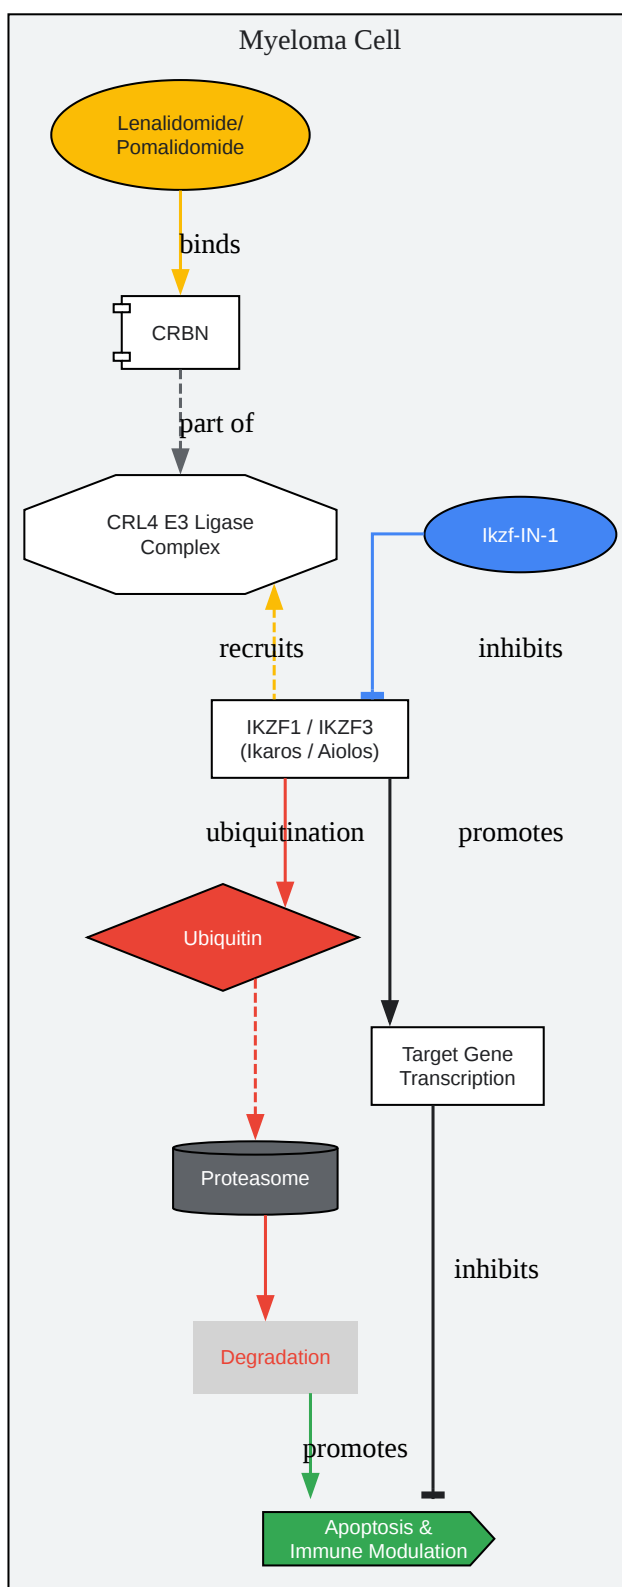 Myeloma Cell
Lenalidomide/
Pomalidomide
binds
CRBN
part of
CRL4 E3 Ligase
Complex
Ikzf-IN-1
recruits
inhibits
IKZF1 / IKZF3
(Ikaros / Aiolos)
ubiquitination
promotes
Ubiquitin
Target Gene
Transcription
Proteasome
inhibits
Degradation
promotes
Apoptosis &
Immune Modulation